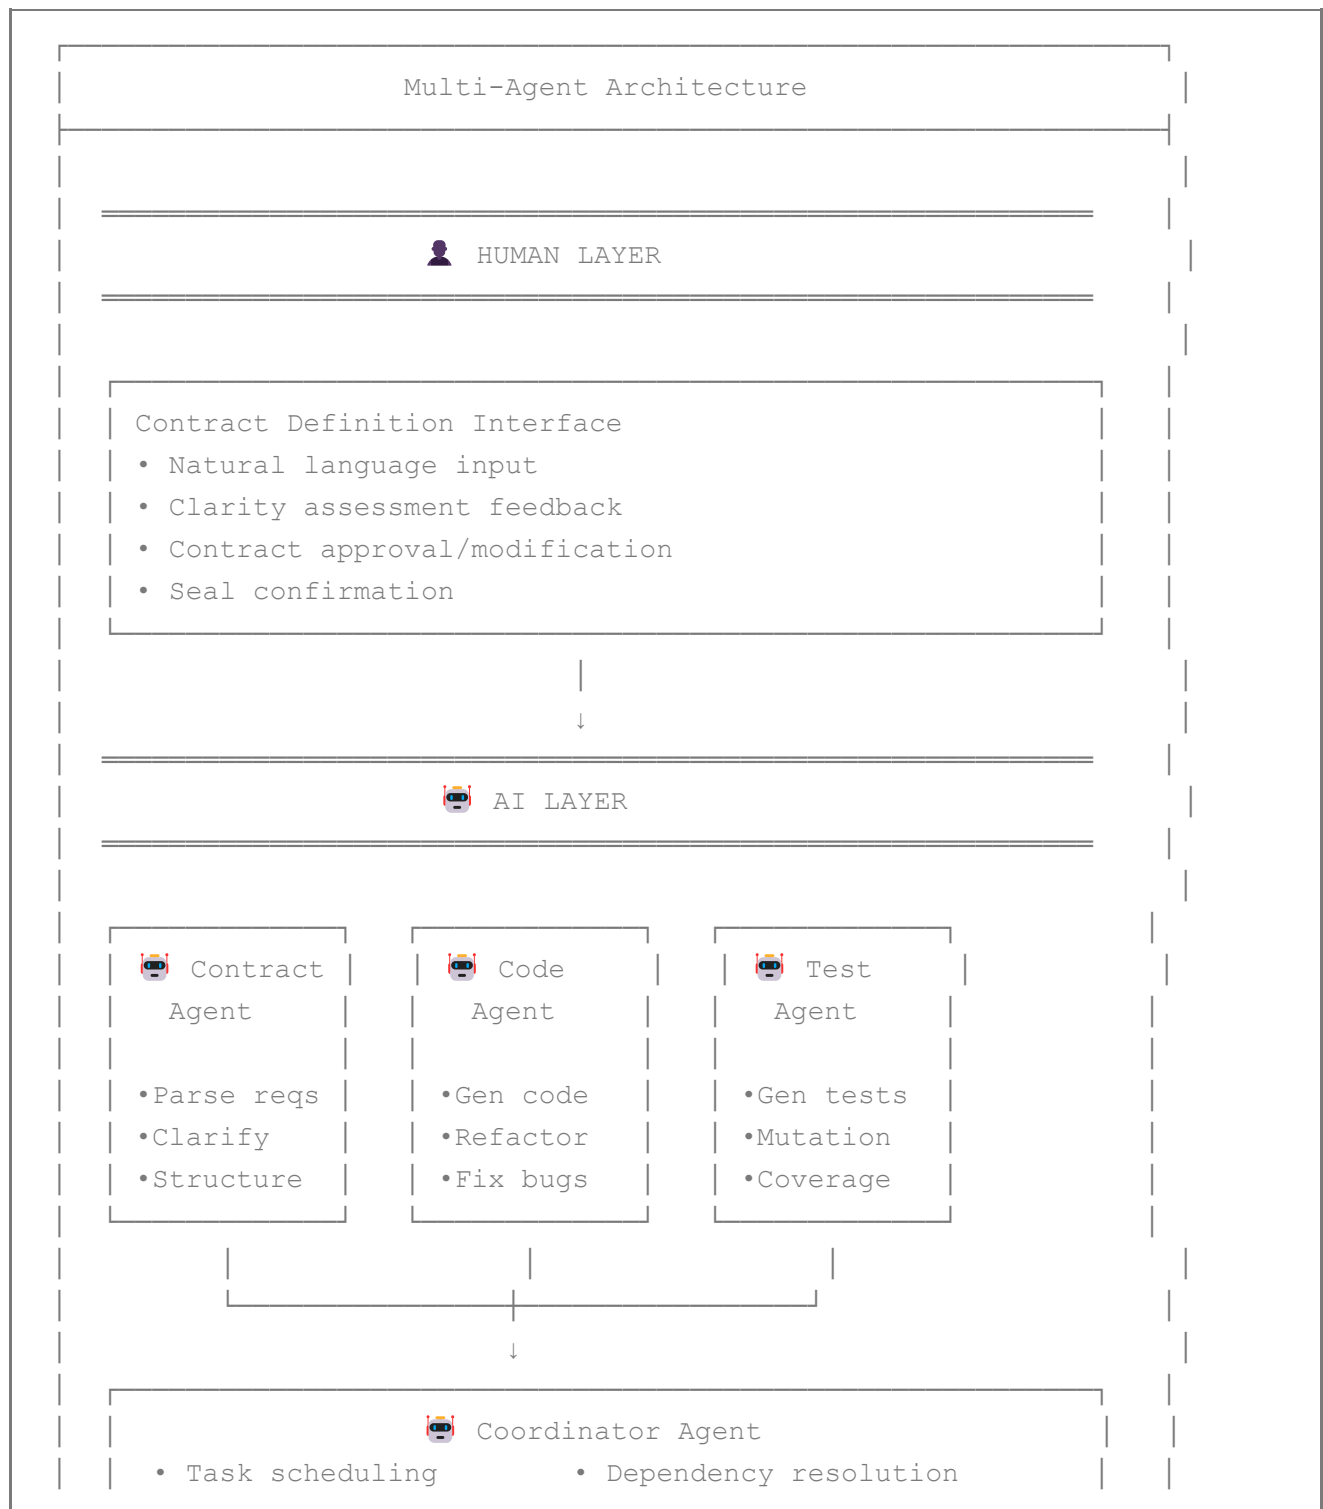 Multi-Agent Architecture
HUMAN LAYER
Contract Definition Interface
• Natural language input
• Clarity assessment feedback
• Contract approval/modification
• Seal confirmation
↓
AI LAYER
Contract Code Test
Agent Agent Agent
•Parse reqs •Gen code •Gen tests
•Clarify •Refactor •Mutation
•Structure •Fix bugs •Coverage
↓
Coordinator Agent
• Task scheduling • Dependency resolution